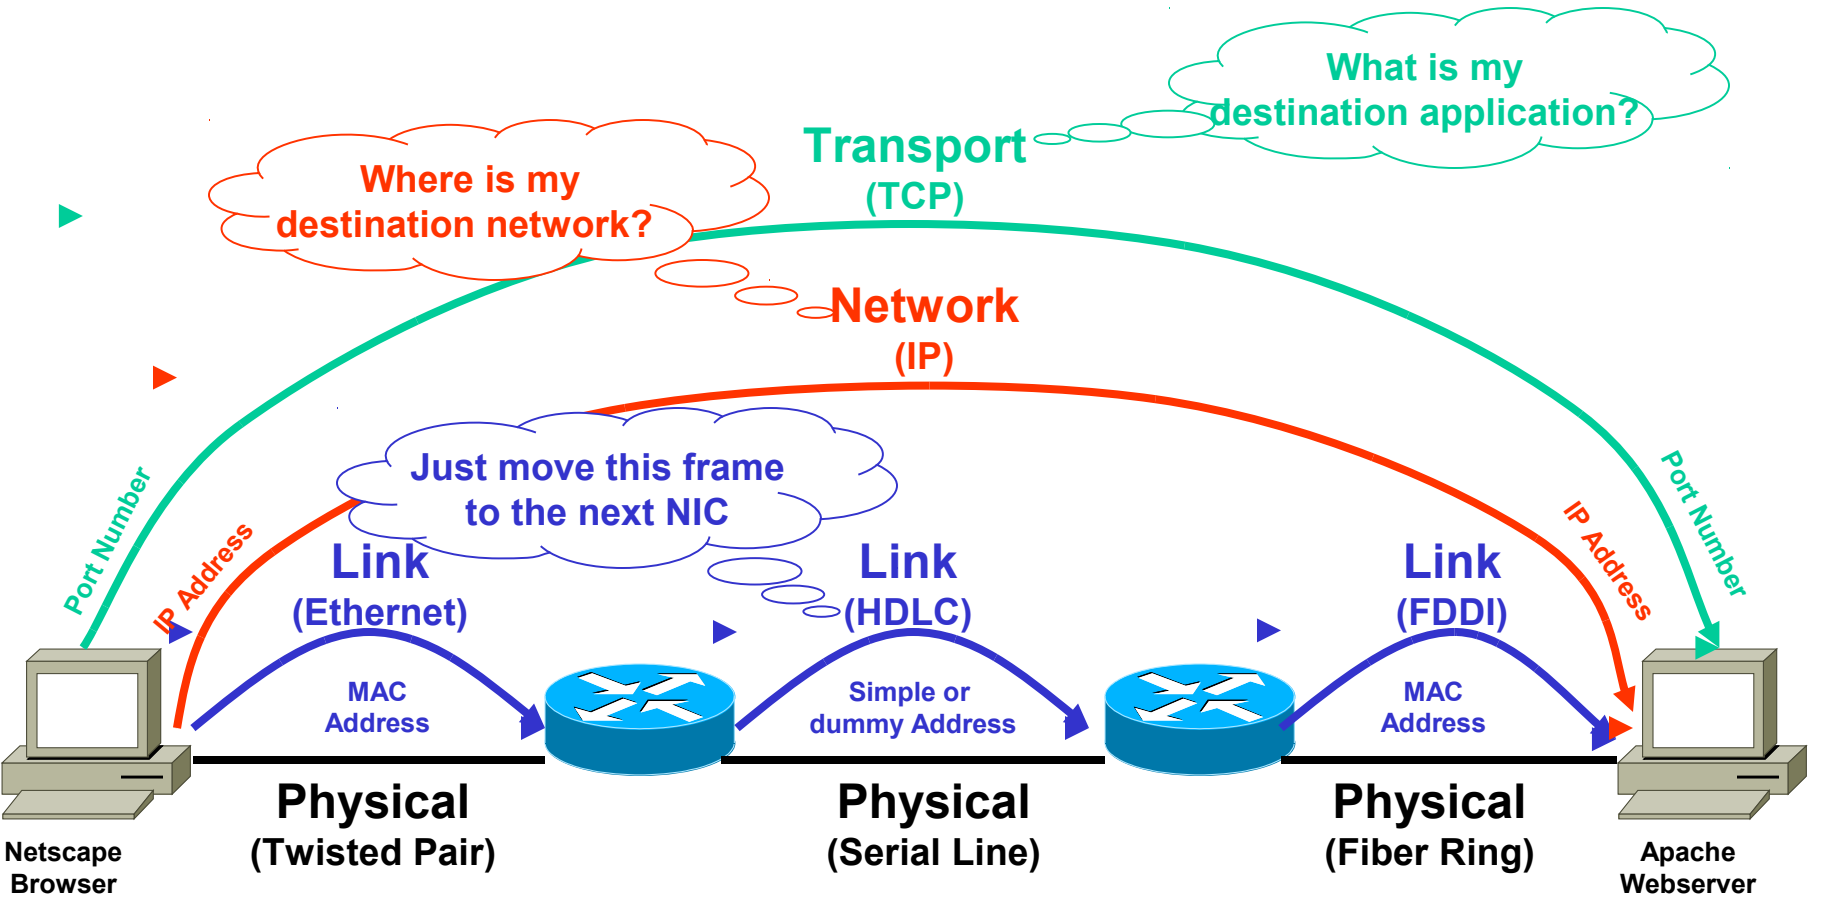 What is my
destination application?
Transport
(TCP)
Where is my
destination network?
Network
(IP)
Just move this frame
to the next NIC
Port Number
IP Address
IP Address
Port Number
Link
(Ethernet)
Link
(HDLC)
Link
(FDDI)
MAC
Address
Simple or
dummy Address
MAC
Address
Physical
(Twisted Pair)
Physical
(Serial Line)
Physical
(Fiber Ring)
Netscape
Browser
Apache
Webserver